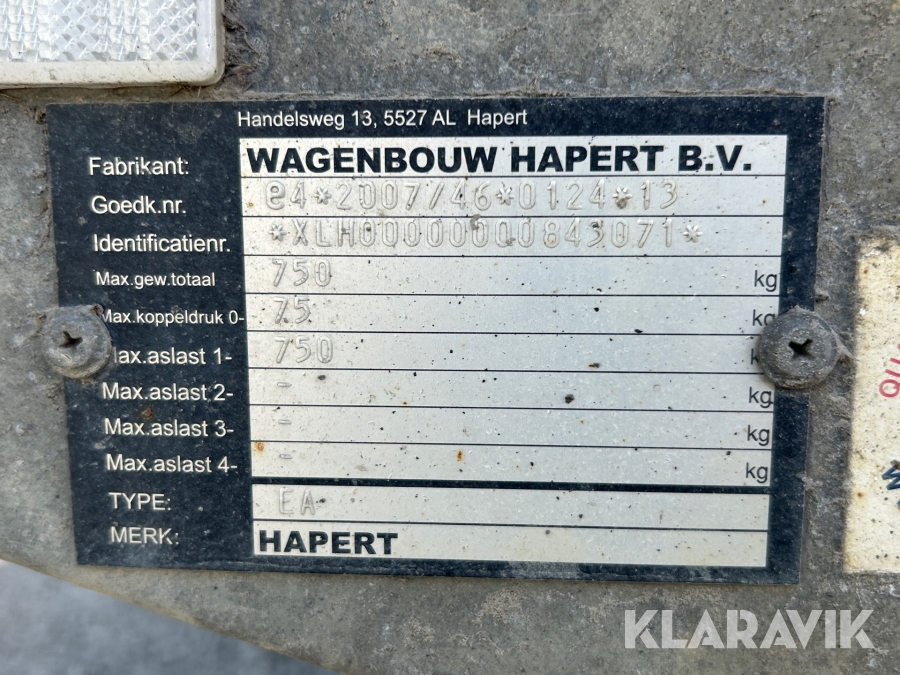 Handelsweg 13, 5527 AL Hapert
Fabrikant: WAGENBOUW HAPERT B.V.
Goedk.nr. e4*2007/46*0124*13
Identificatienr. *XLH00000000843071*
Max.gew.totaal 750 kg
Max.koppeldruk 0- 75 kg
Max.aslast 1- 750 kg
Max.aslast 2- - kg
Max.aslast 3- - kg
Max.aslast 4- - kg
TYPE: EA
MERK: HAPERT
KLARAVIK